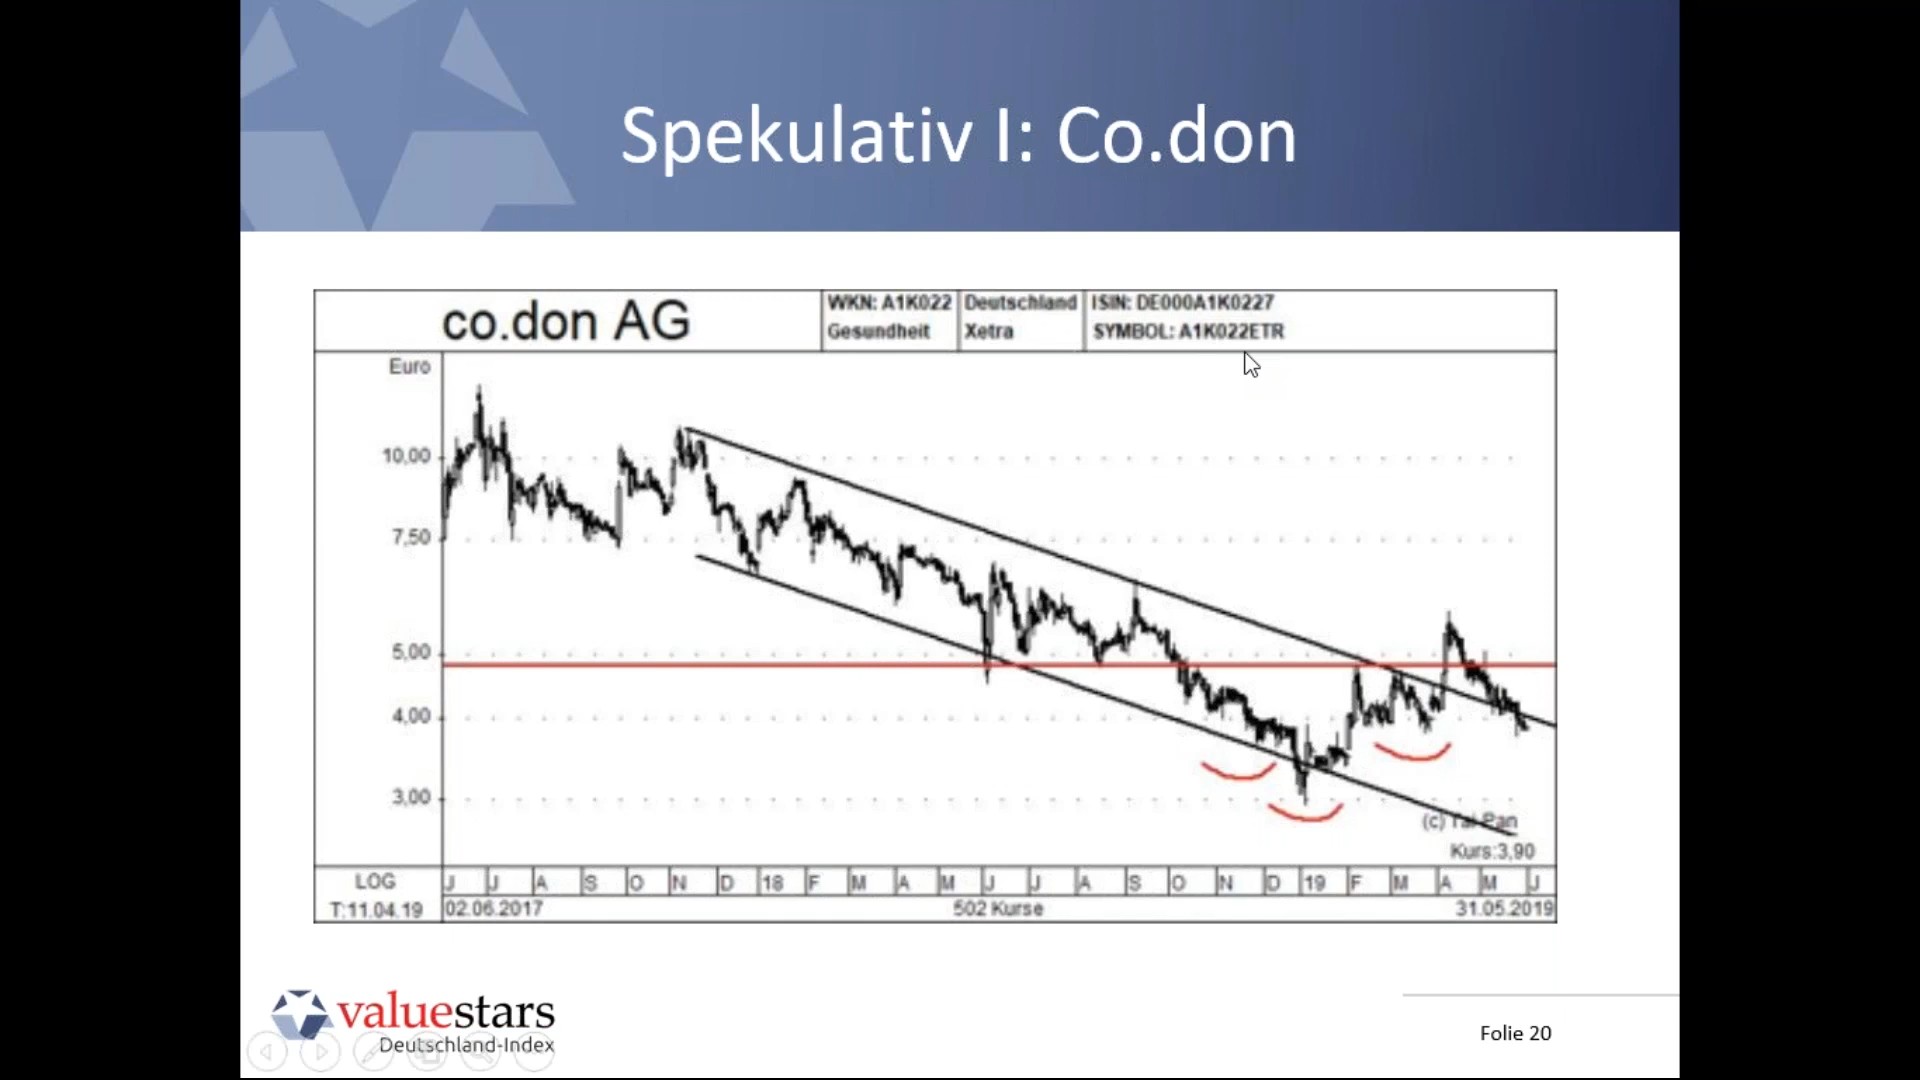 Spekulativ I: Co.don
co.don AG
WKN: A1K022
Gesundheit
Deutschland
Xetra
ISIN: DE000A1K0227
SYMBOL: A1K022ETR
Euro
10,00
7,50
5,00
4,00
3,00
(c) Tai-Pan
Kurs:3,90
LOG
J J A S O N D 18 F M A M J J A S O N D 19 F M A M J
T:11.04.19
02.06.2017
502 Kurse
31.05.2019
valuestars
Deutschland-Index
Folie 20